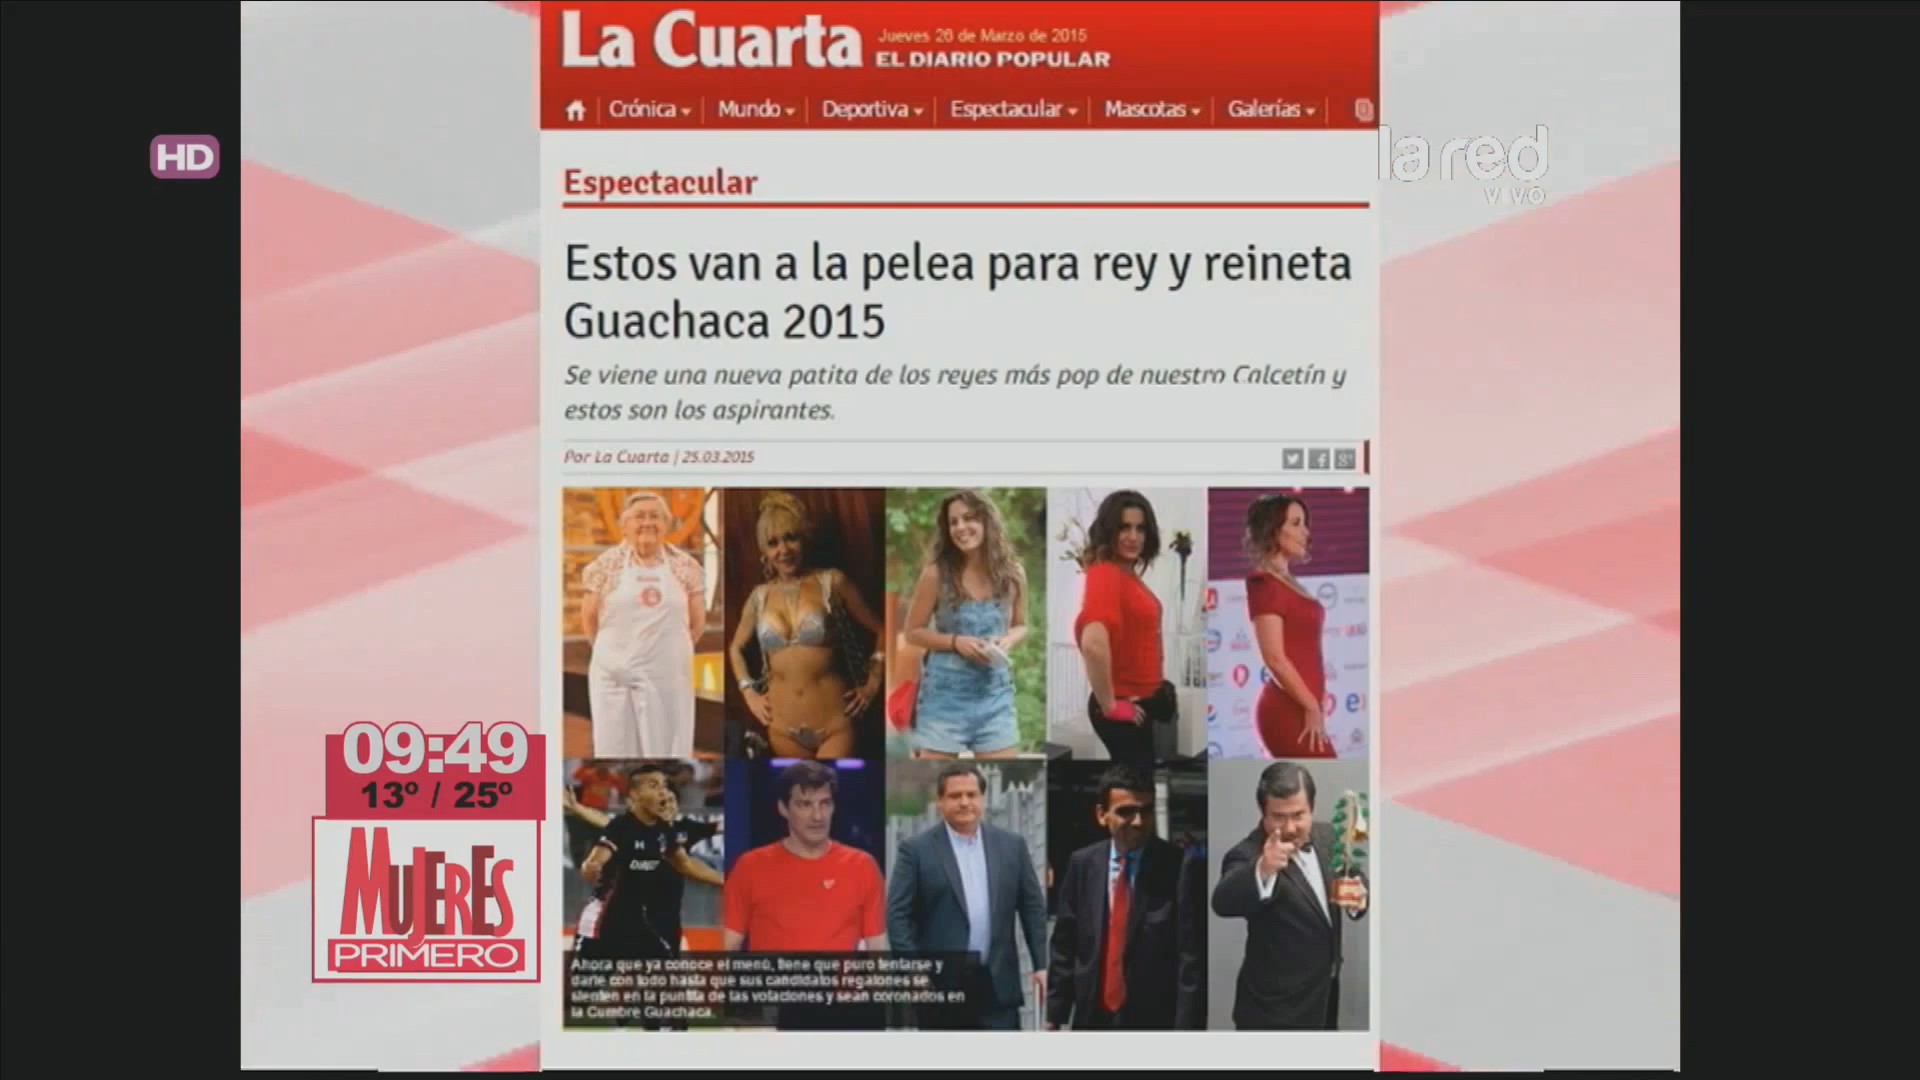 La Cuarta
Jueves 26 de Marzo de 2015
EL DIARIO POPULAR
Crónica
Mundo
Deportiva
Espectacular
Mascotas
Galerías
HD
la red
VIVO
Espectacular
Estos van a la pelea para rey y reineta
Guachaca 2015
Se viene una nueva patita de los reyes más pop de nuestro Calcetín y
estos son los aspirantes.
Por La Cuarta | 25.03.2015
09:49
13º / 25º
MUJERES
PRIMERO
Ahora que ya conoce el menú, tiene que puro tentarse y
darle con todo hasta que sus candidatos regalones se
sienten en la puntita de las votaciones y sean coronados en
la Cumbre Guachaca.